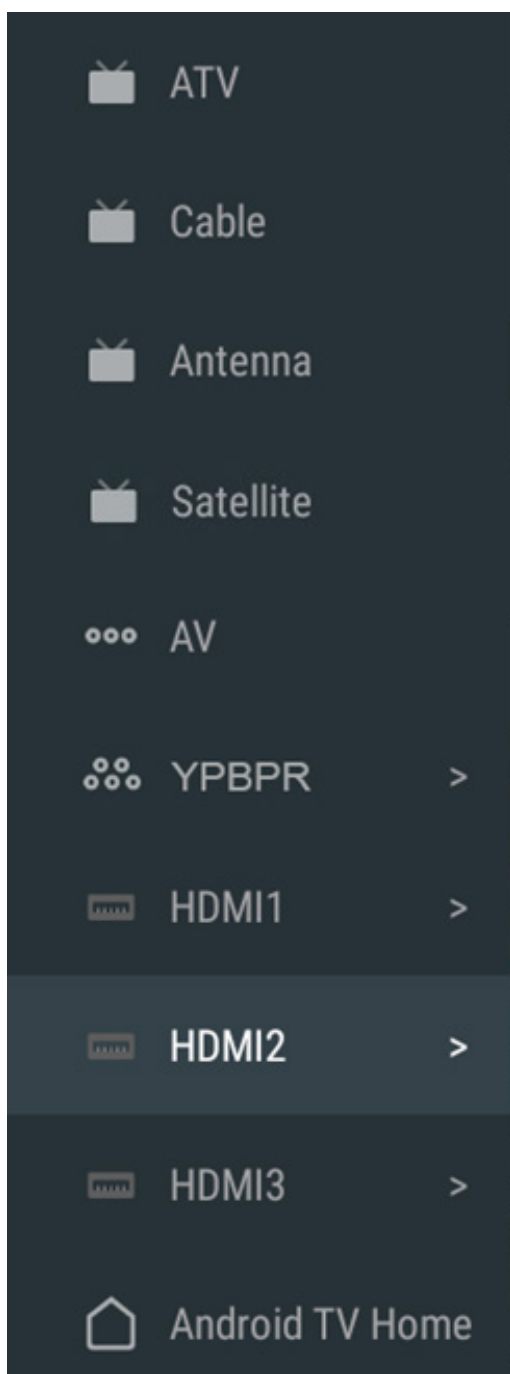 ATV
Cable
Antenna
Satellite
AV
YPBPR >
HDMI1 >
HDMI2 >
HDMI3 >
Android TV Home